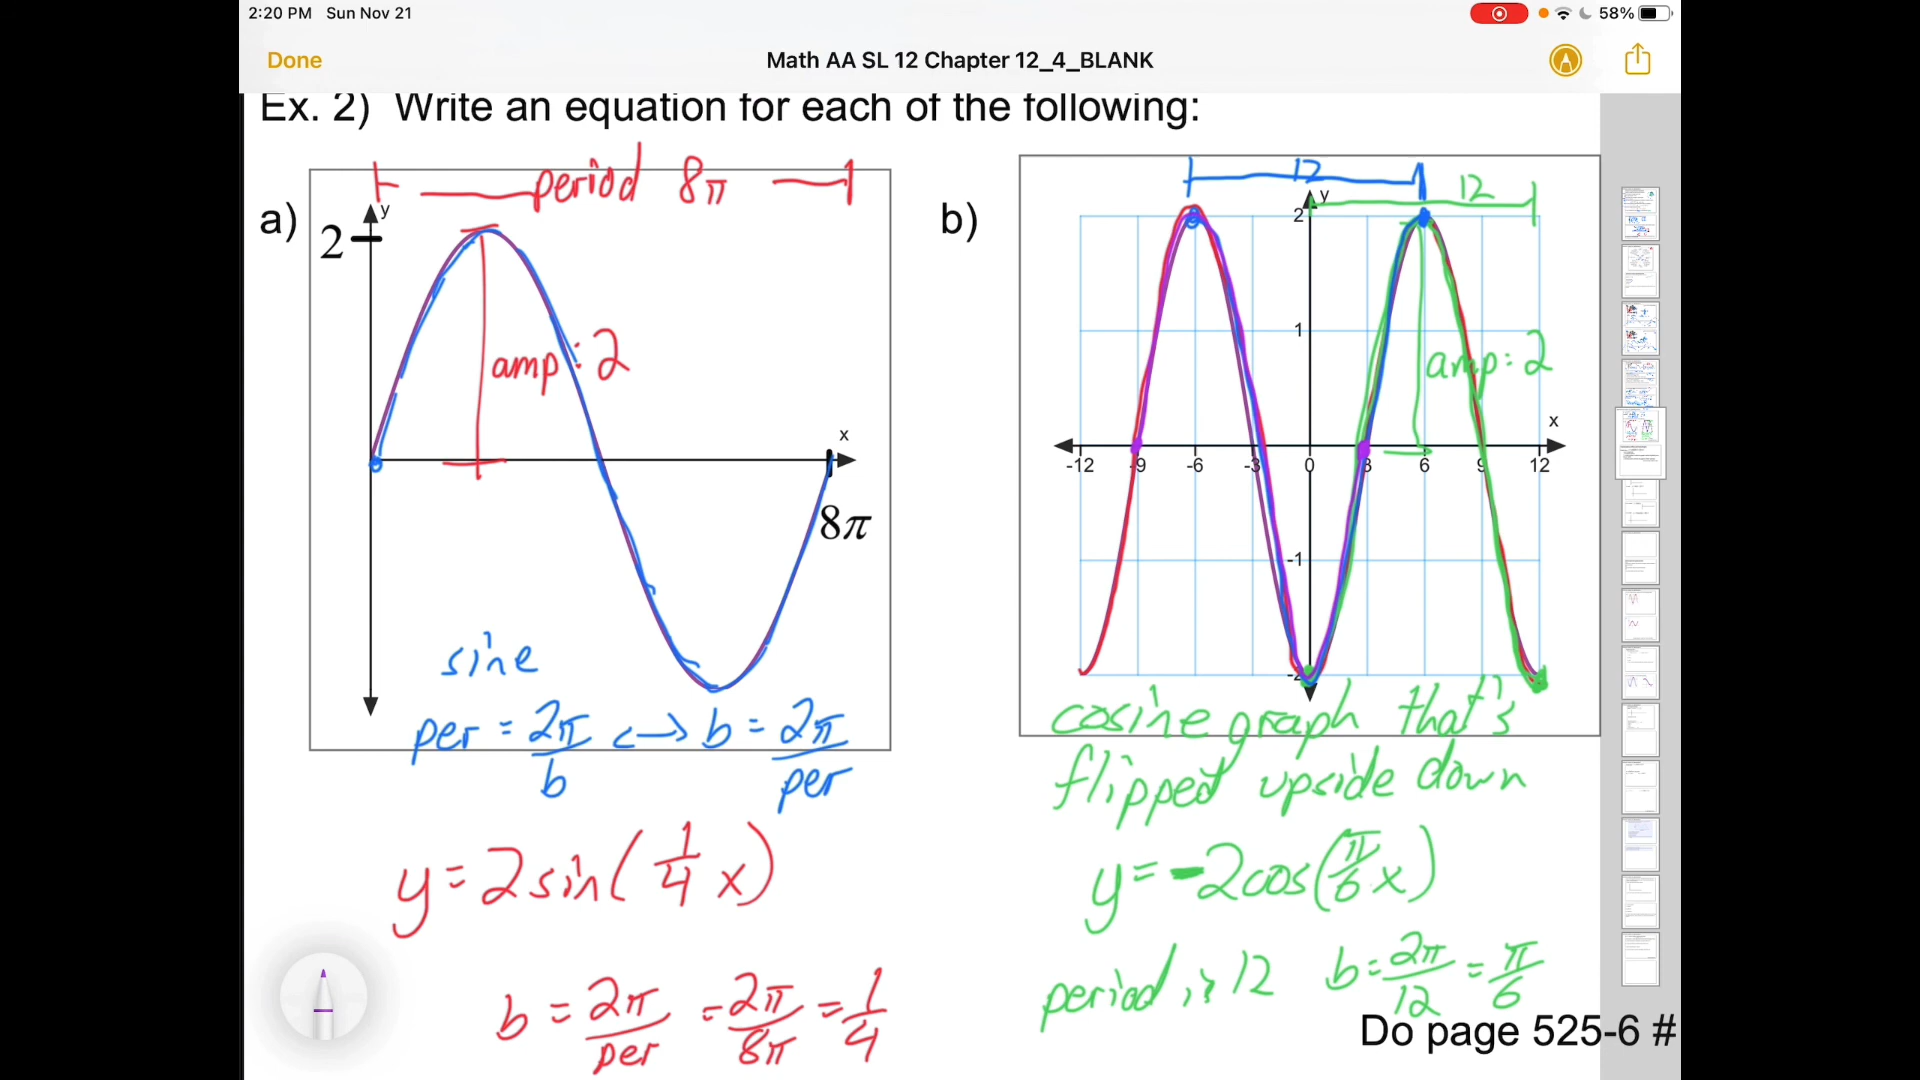 2:20 PM Sun Nov 21
58%
Done
Math AA SL 12 Chapter 12_4_BLANK
Ex. 2) Write an equation for each of the following:
a)
period 8π
y
2
amp: 2
x
8π
sine
per = 2π/b <-> b = 2π/per
y = 2sin(1/4 x)
b = 2π/per = 2π/8π = 1/4
b)
12
12
y
2
1
amp: 2
x
-12 -9 -6 -3 0 3 6 9 12
-1
-2
cosine graph that's
flipped upside down
y = -2cos(π/6 x)
period is 12 b = 2π/12 = π/6
Do page 525-6 #